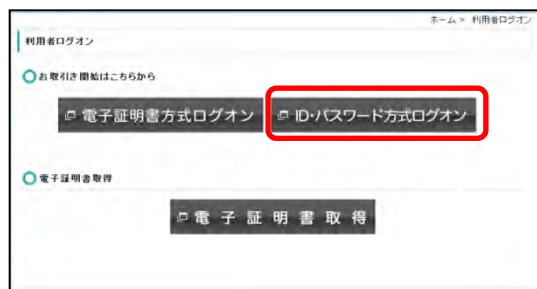 ホーム > 利用者ログオン
利用者ログオン
お取引き開始はこちらから
電子証明書方式ログオン
ID・パスワード方式ログオン
電子証明書取得
電子証明書取得